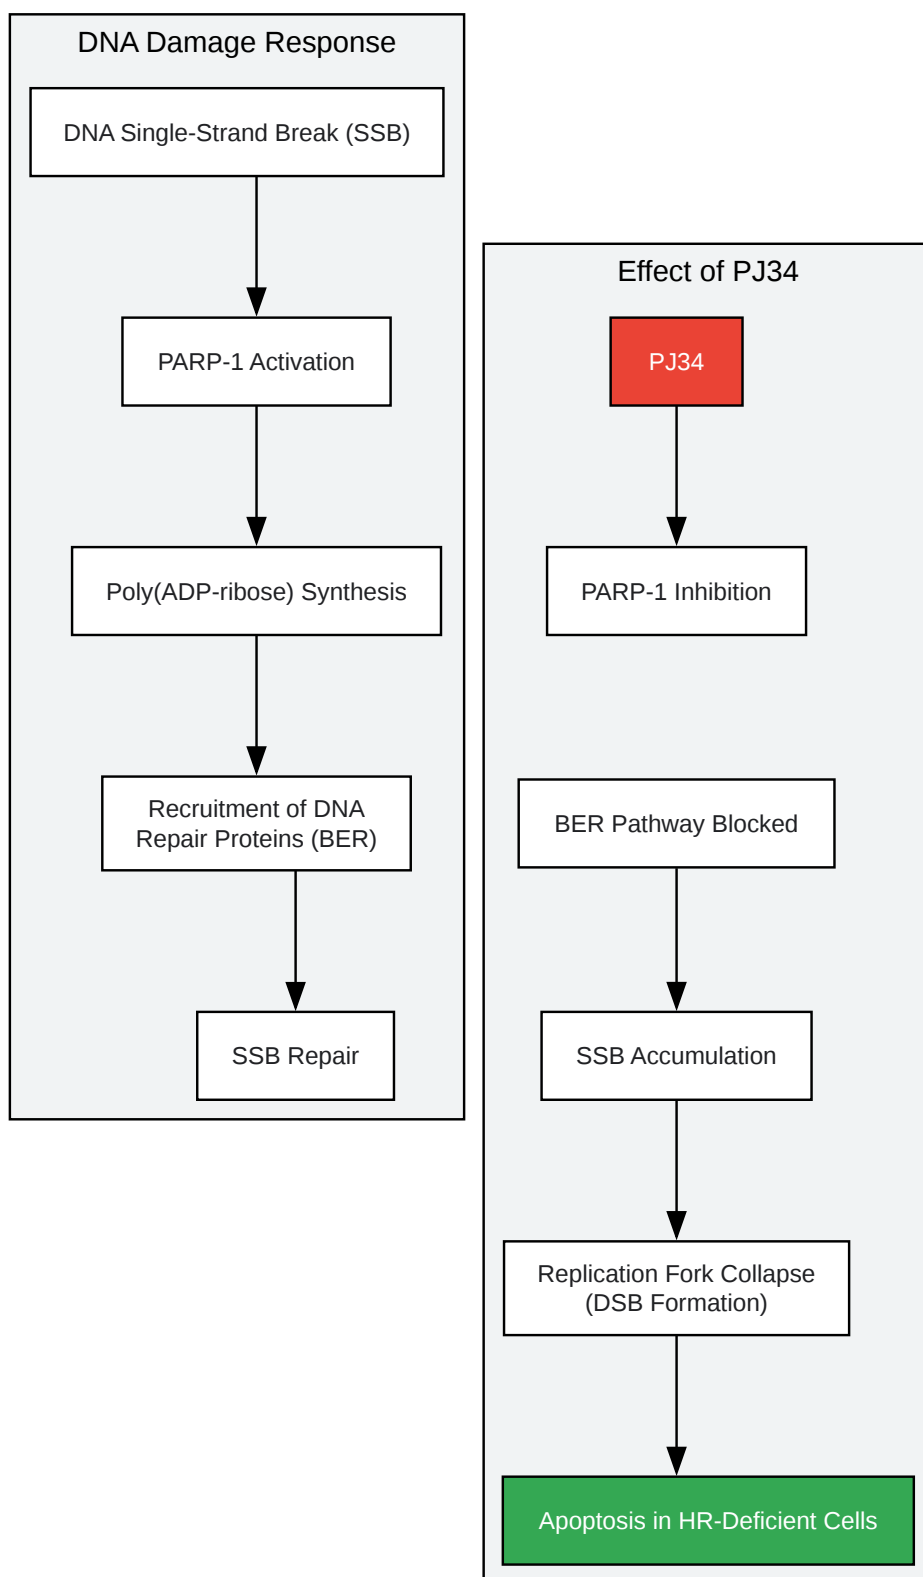 DNA Damage Response
DNA Single-Strand Break (SSB)
PARP-1 Activation
Poly(ADP-ribose) Synthesis
Recruitment of DNA
Repair Proteins (BER)
SSB Repair
Effect of PJ34
PJ34
PARP-1 Inhibition
BER Pathway Blocked
SSB Accumulation
Replication Fork Collapse
(DSB Formation)
Apoptosis in HR-Deficient Cells